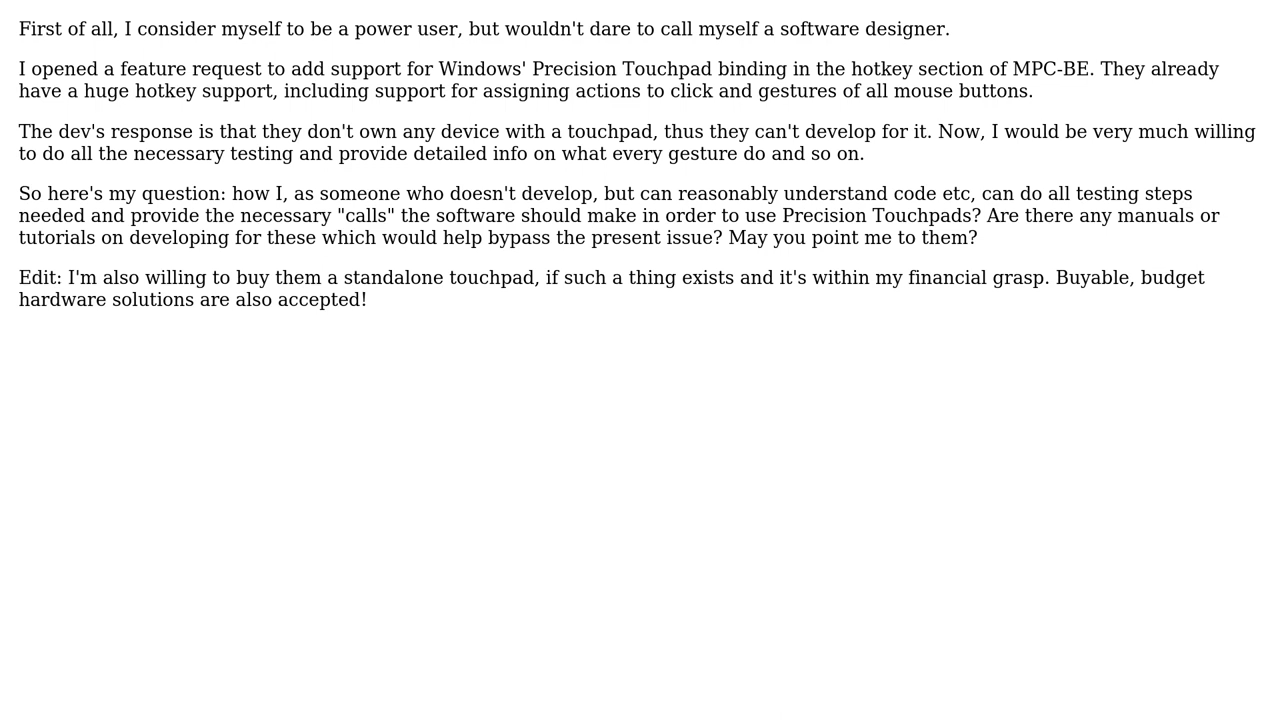 First of all, I consider myself to be a power user, but wouldn't dare to call myself a software designer.
I opened a feature request to add support for Windows' Precision Touchpad binding in the hotkey section of MPC-BE. They already
have a huge hotkey support, including support for assigning actions to click and gestures of all mouse buttons.
The dev's response is that they don't own any device with a touchpad, thus they can't develop for it. Now, I would be very much willing
to do all the necessary testing and provide detailed info on what every gesture do and so on.
So here's my question: how I, as someone who doesn't develop, but can reasonably understand code etc, can do all testing steps
needed and provide the necessary "calls" the software should make in order to use Precision Touchpads? Are there any manuals or
tutorials on developing for these which would help bypass the present issue? May you point me to them?
Edit: I'm also willing to buy them a standalone touchpad, if such a thing exists and it's within my financial grasp. Buyable, budget
hardware solutions are also accepted!